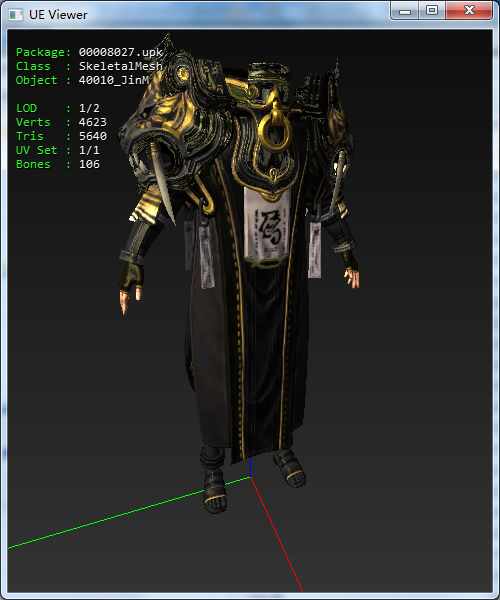 UE Viewer
Package: 00008027.upk
Class : SkeletalMesh
Object : 40010_JinM
LOD : 1/2
Verts : 4623
Tris : 5640
UV Set : 1/1
Bones : 106